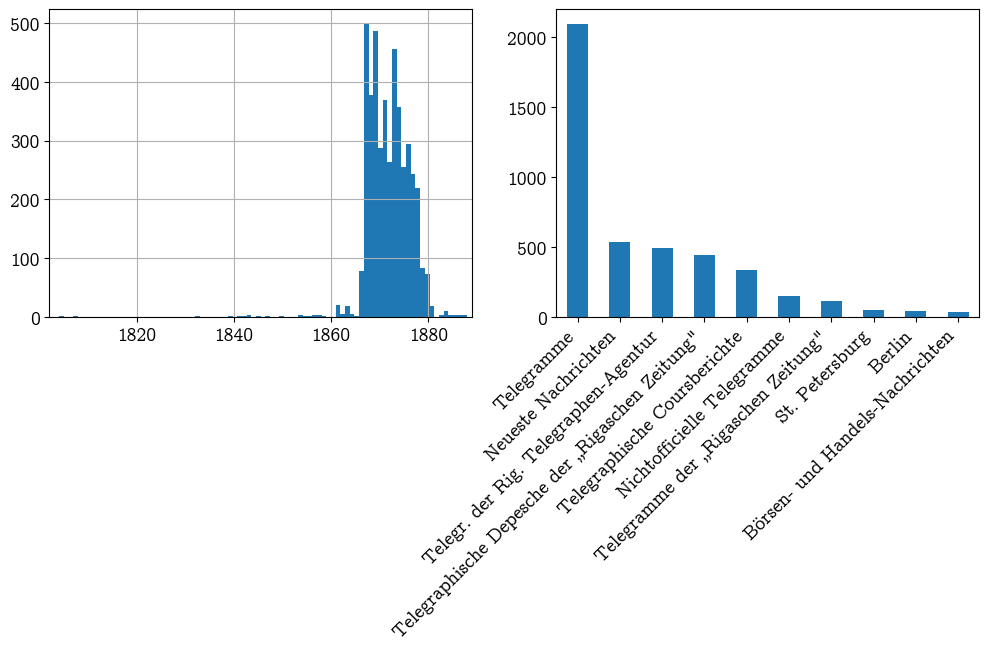 500
400
300
200
100
0
1820
1840
1860
1880
2000
1500
1000
500
0
Telegramme
Neueste Nachrichten
Telegr. der Rig. Telegraphen-Agentur
Telegraphische Depesche der „Rigaschen Zeitung"
Telegraphische Coursberichte
Nichtofficielle Telegramme
Telegramme der „Rigaschen Zeitung"
St. Petersburg
Berlin
Börsen- und Handels-Nachrichten